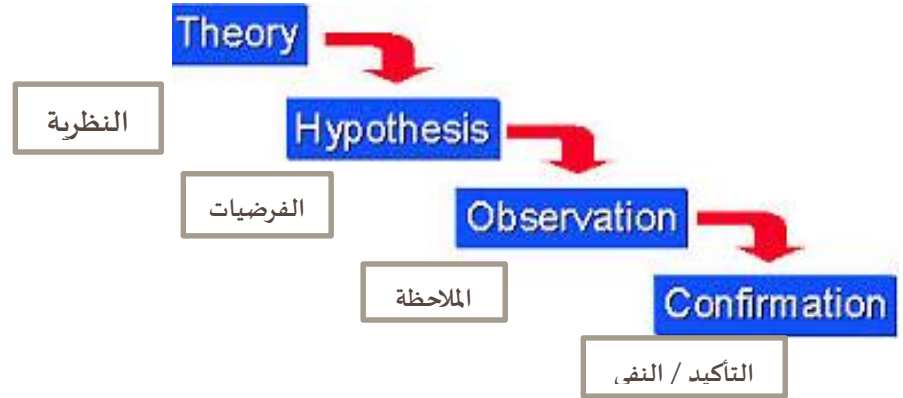 Theory
النظرية
Hypothesis
الفرضيات
Observation
الملاحظة
Confirmation
التأكيد / النفي